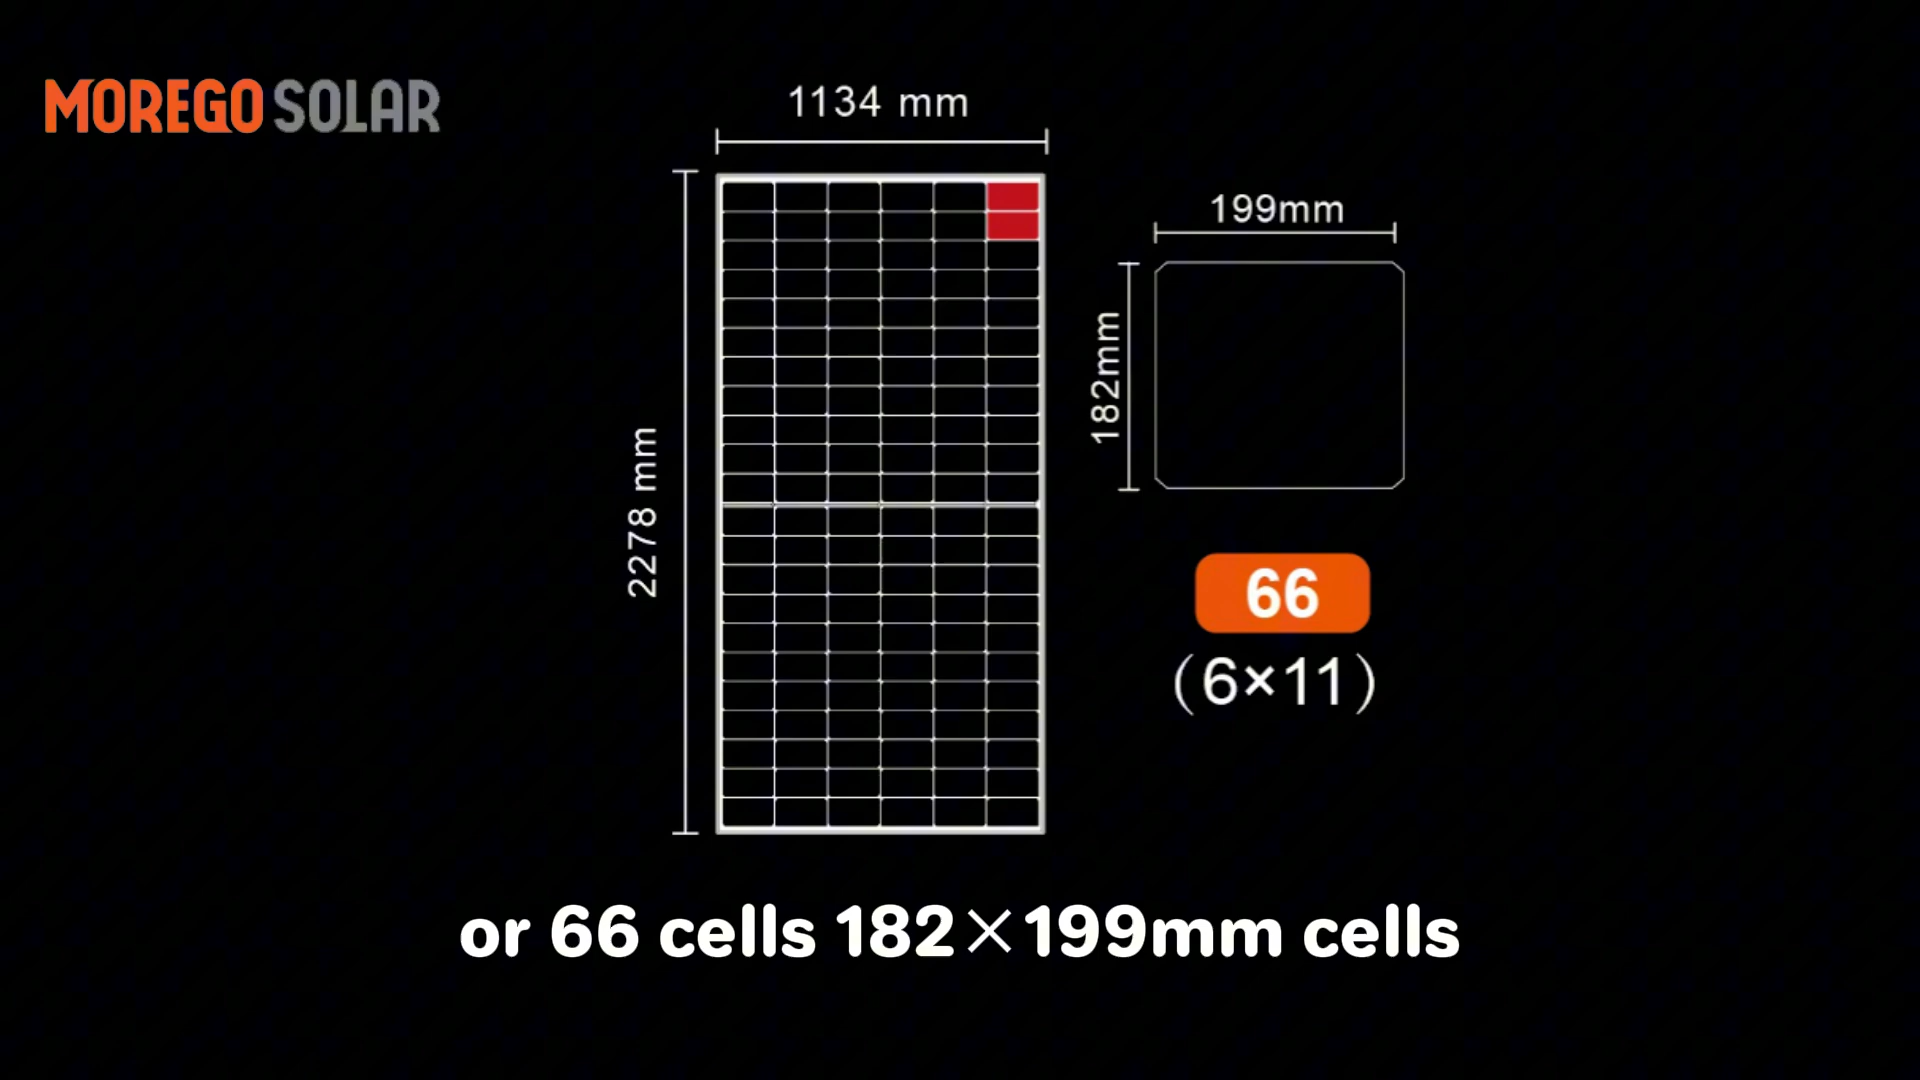 MOREGO SOLAR
1134 mm
2278 mm
199mm
182mm
66
（6×11）
or 66 cells 182×199mm cells